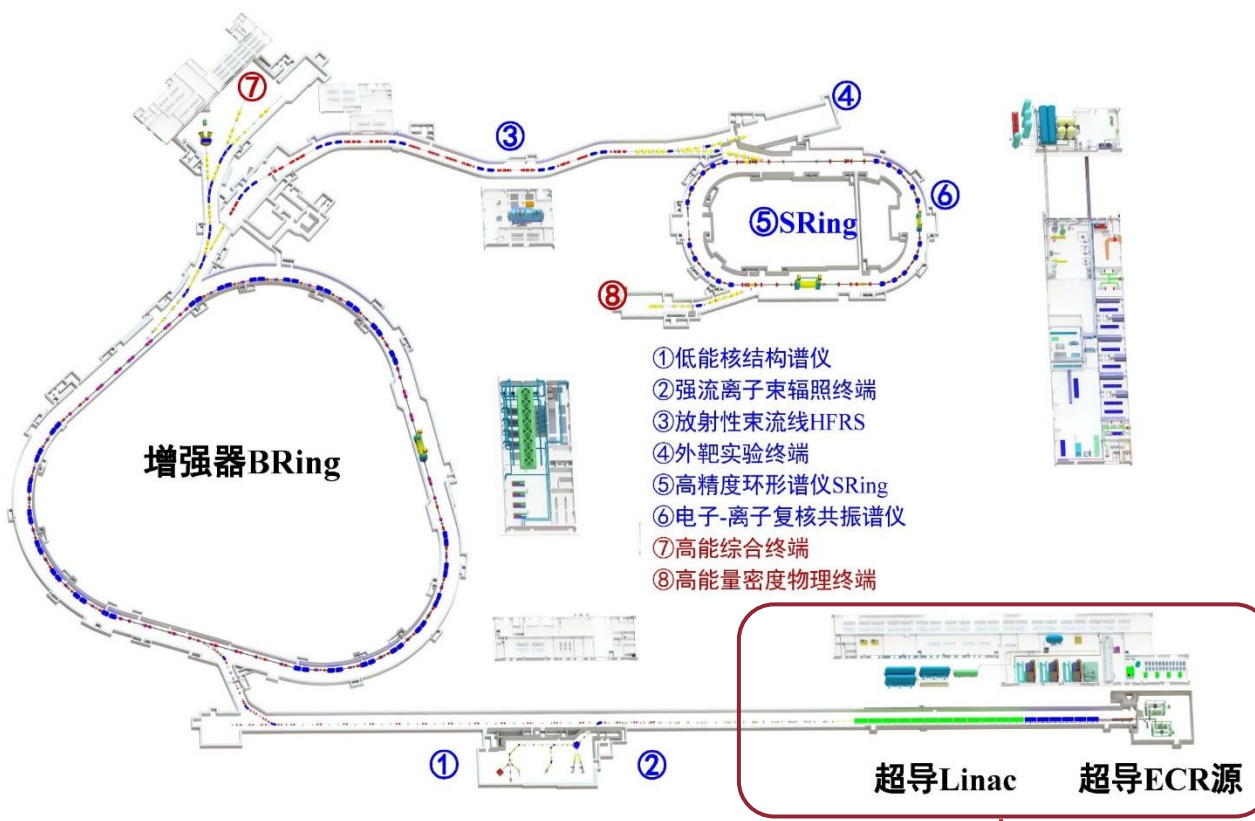 ⑦
④
③
⑥
⑤SRing
⑧
①低能核结构谱仪
②强流离子束辐照终端
③放射性束流线HFRS
④外靶实验终端
⑤高精度环形谱仪SRing
⑥电子-离子复核共振谱仪
⑦高能综合终端
⑧高能量密度物理终端
增强器BRing
①
②
超导Linac
超导ECR源